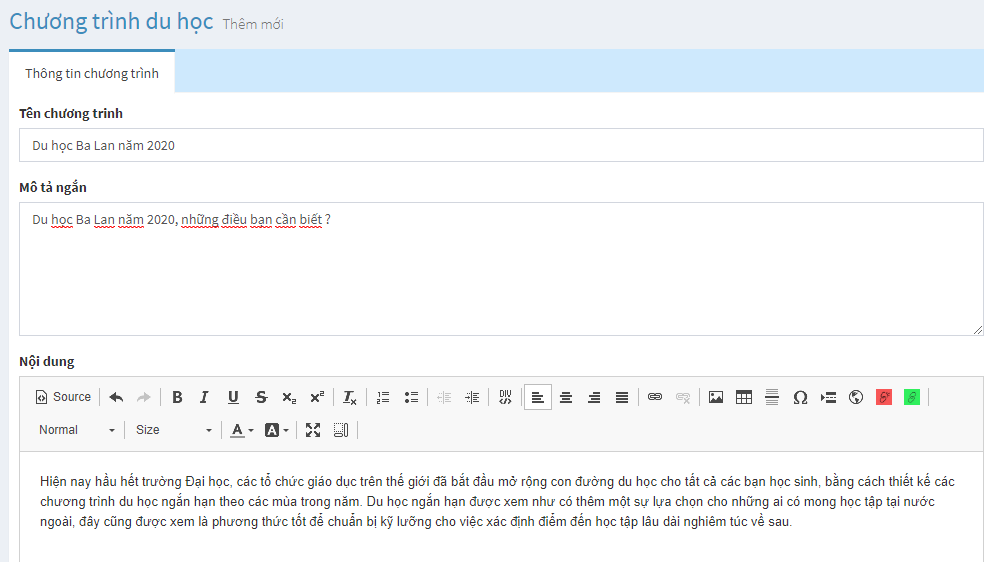 Chương trình du học Thêm mới
Thông tin chương trình
Tên chương trinh
Du học Ba Lan năm 2020
Mô tả ngắn
Du học Ba Lan năm 2020, những điều bạn cần biết ?
Nội dung
Source B I U S x₂ x² Iₓ DIV Ω
Normal Size A A
Hiện nay hầu hết trường Đại học, các tổ chức giáo dục trên thế giới đã bắt đầu mở rộng con đường du học cho tất cả các bạn học sinh, bằng cách thiết kế các
chương trình du học ngắn hạn theo các mùa trong năm. Du học ngắn hạn được xem như có thêm một sự lựa chọn cho những ai có mong học tập tại nước
ngoài, đây cũng được xem là phương thức tốt để chuẩn bị kỹ lưỡng cho việc xác định điểm đến học tập lâu dài nghiêm túc về sau.